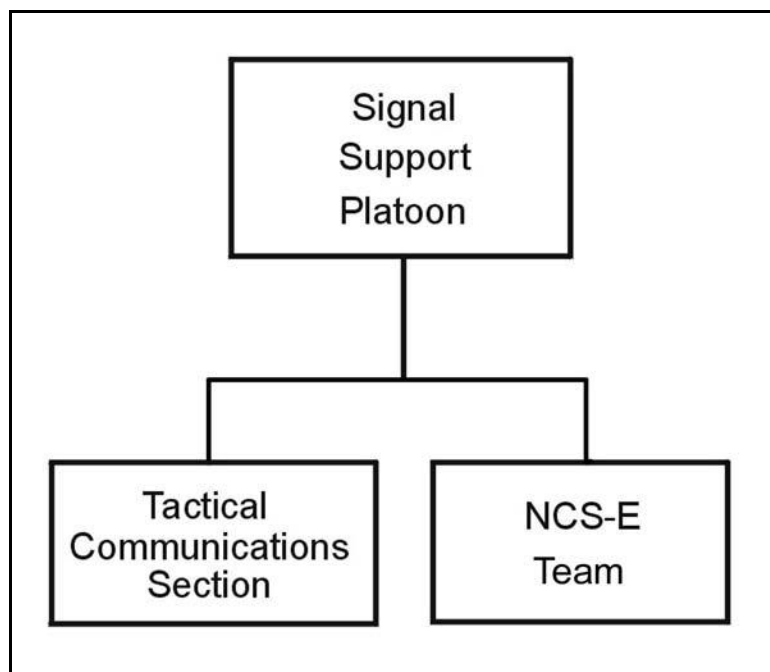 Signal
Support
Platoon
Tactical
Communications
Section
NCS-E
Team